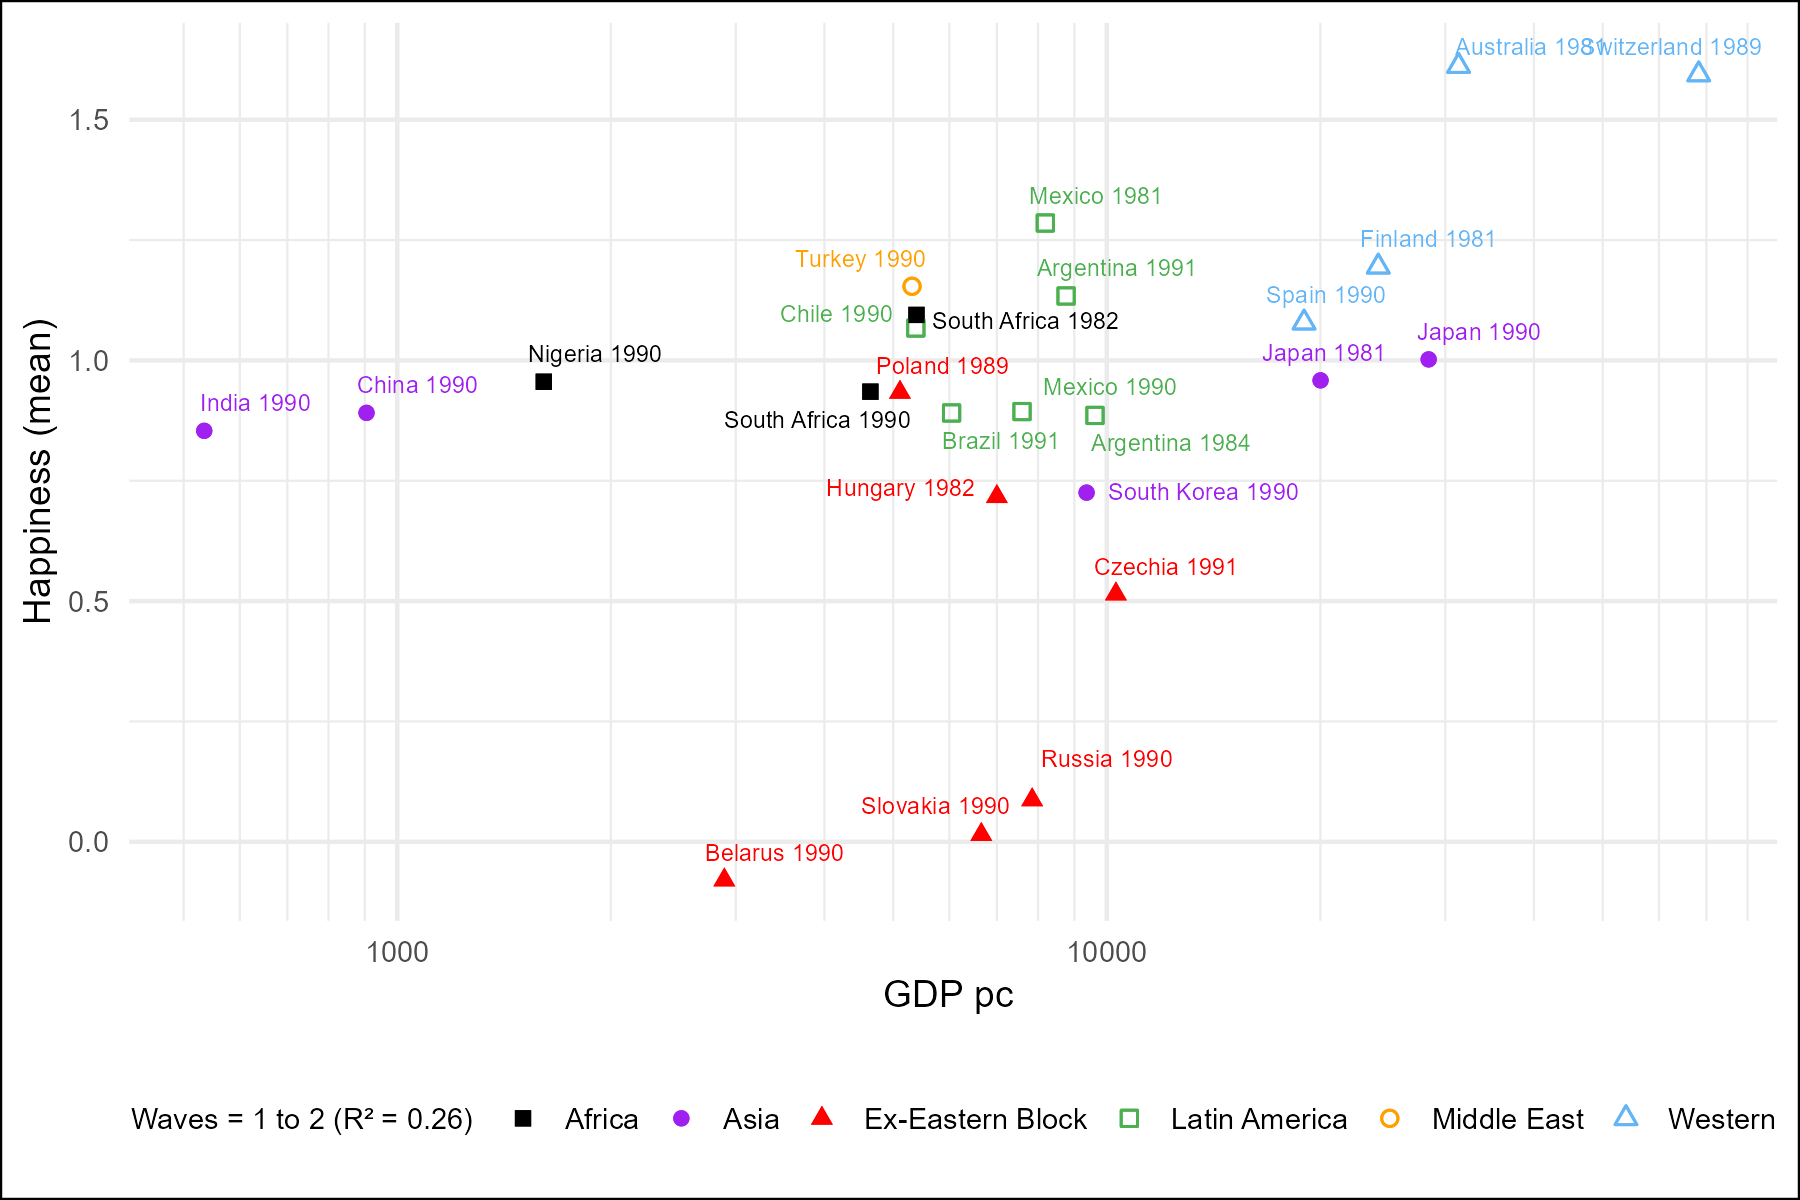 Australia 1981
Switzerland 1989
1.5
Mexico 1981
Finland 1981
Turkey 1990
Argentina 1991
Spain 1990
Chile 1990
South Africa 1982
Japan 1990
Nigeria 1990
Japan 1981
1.0
Poland 1989
China 1990
Mexico 1990
India 1990
South Africa 1990
Brazil 1991
Argentina 1984
Hungary 1982
South Korea 1990
Happiness (mean)
Czechia 1991
0.5
Russia 1990
Slovakia 1990
0.0
Belarus 1990
1000
10000
GDP pc
Waves = 1 to 2 (R² = 0.26)
Africa
Asia
Ex-Eastern Block
Latin America
Middle East
Western